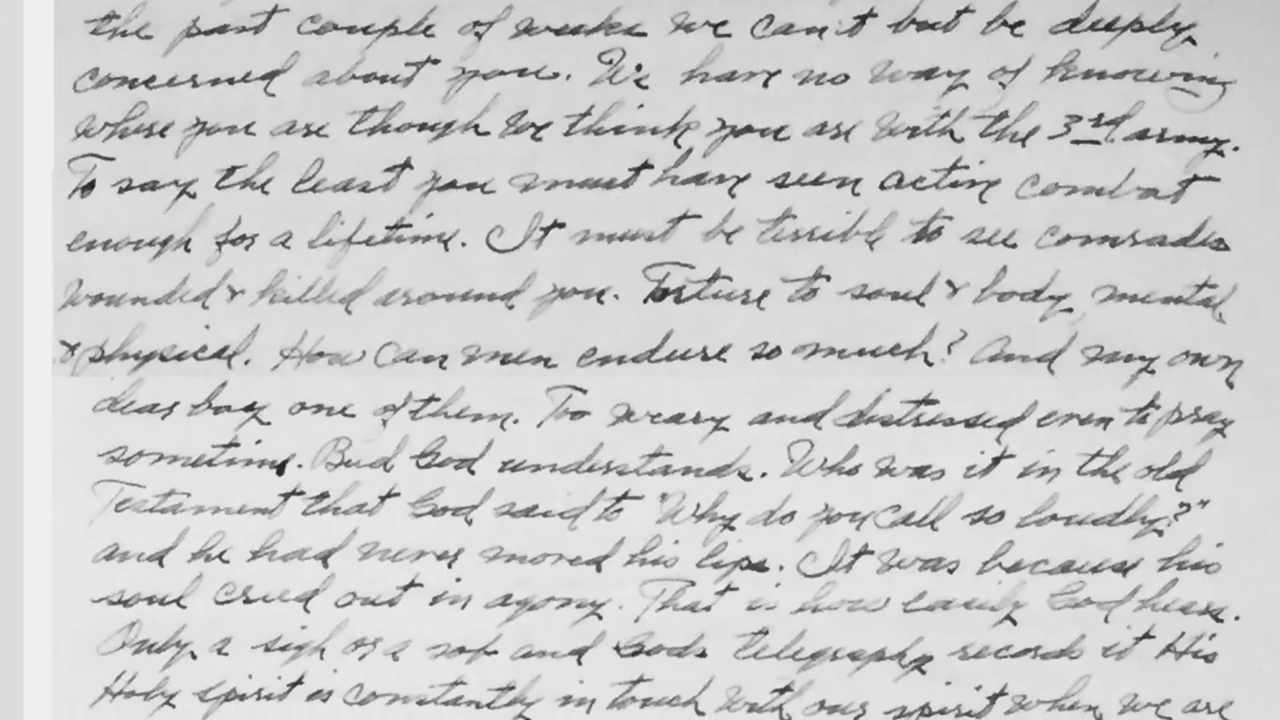 the past couple of weeks we can't but be deeply
concerned about you. We have no way of knowing
where you are though we think you are with the 3rd army.
To say the least you must have seen active combat
enough for a lifetime. It must be terrible to see comrades
wounded & killed around you. Torture to soul & body, mental
& physical. How can men endure so much? And my own
dear boy one of them. Too weary and distressed even to pray
sometime. Bud God understands. Who was it in the old
Testament that God said to "Why do you call so loudly?"
and he had never moved his lips. It was because his
soul cried out in agony. That is how easily God hears.
Only a sigh or a sob and Gods telegraphy records it His
Holy spirit is constantly in touch with our spirit when we are